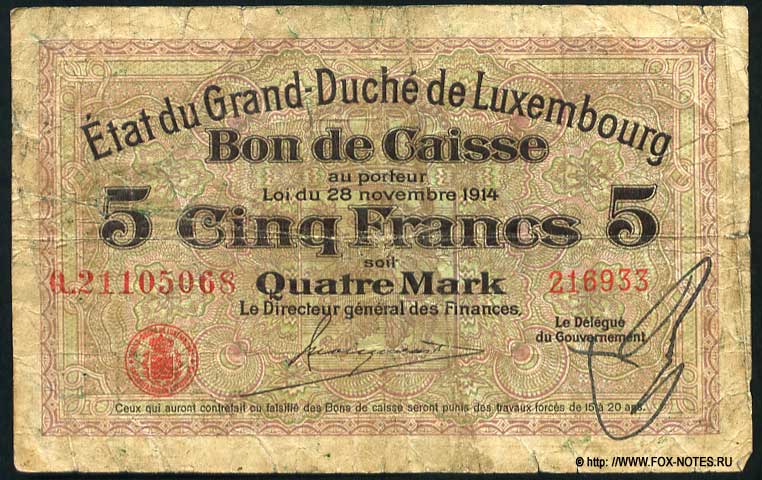 État du Grand-Duché de Luxembourg
Bon de Caisse
au porteur
Loi du 28 novembre 1914
5 Cinq Francs 5
soit
21105068 Quatre Mark 216933
Le Directeur général des Finances,
Le Délégué
du Gouvernement
Ceux qui auront contrefait ou falsifié des Bons de caisse seront punis des travaux forcés de 15 à 20 ans.
© http: //WWW.FOX-NOTES.RU